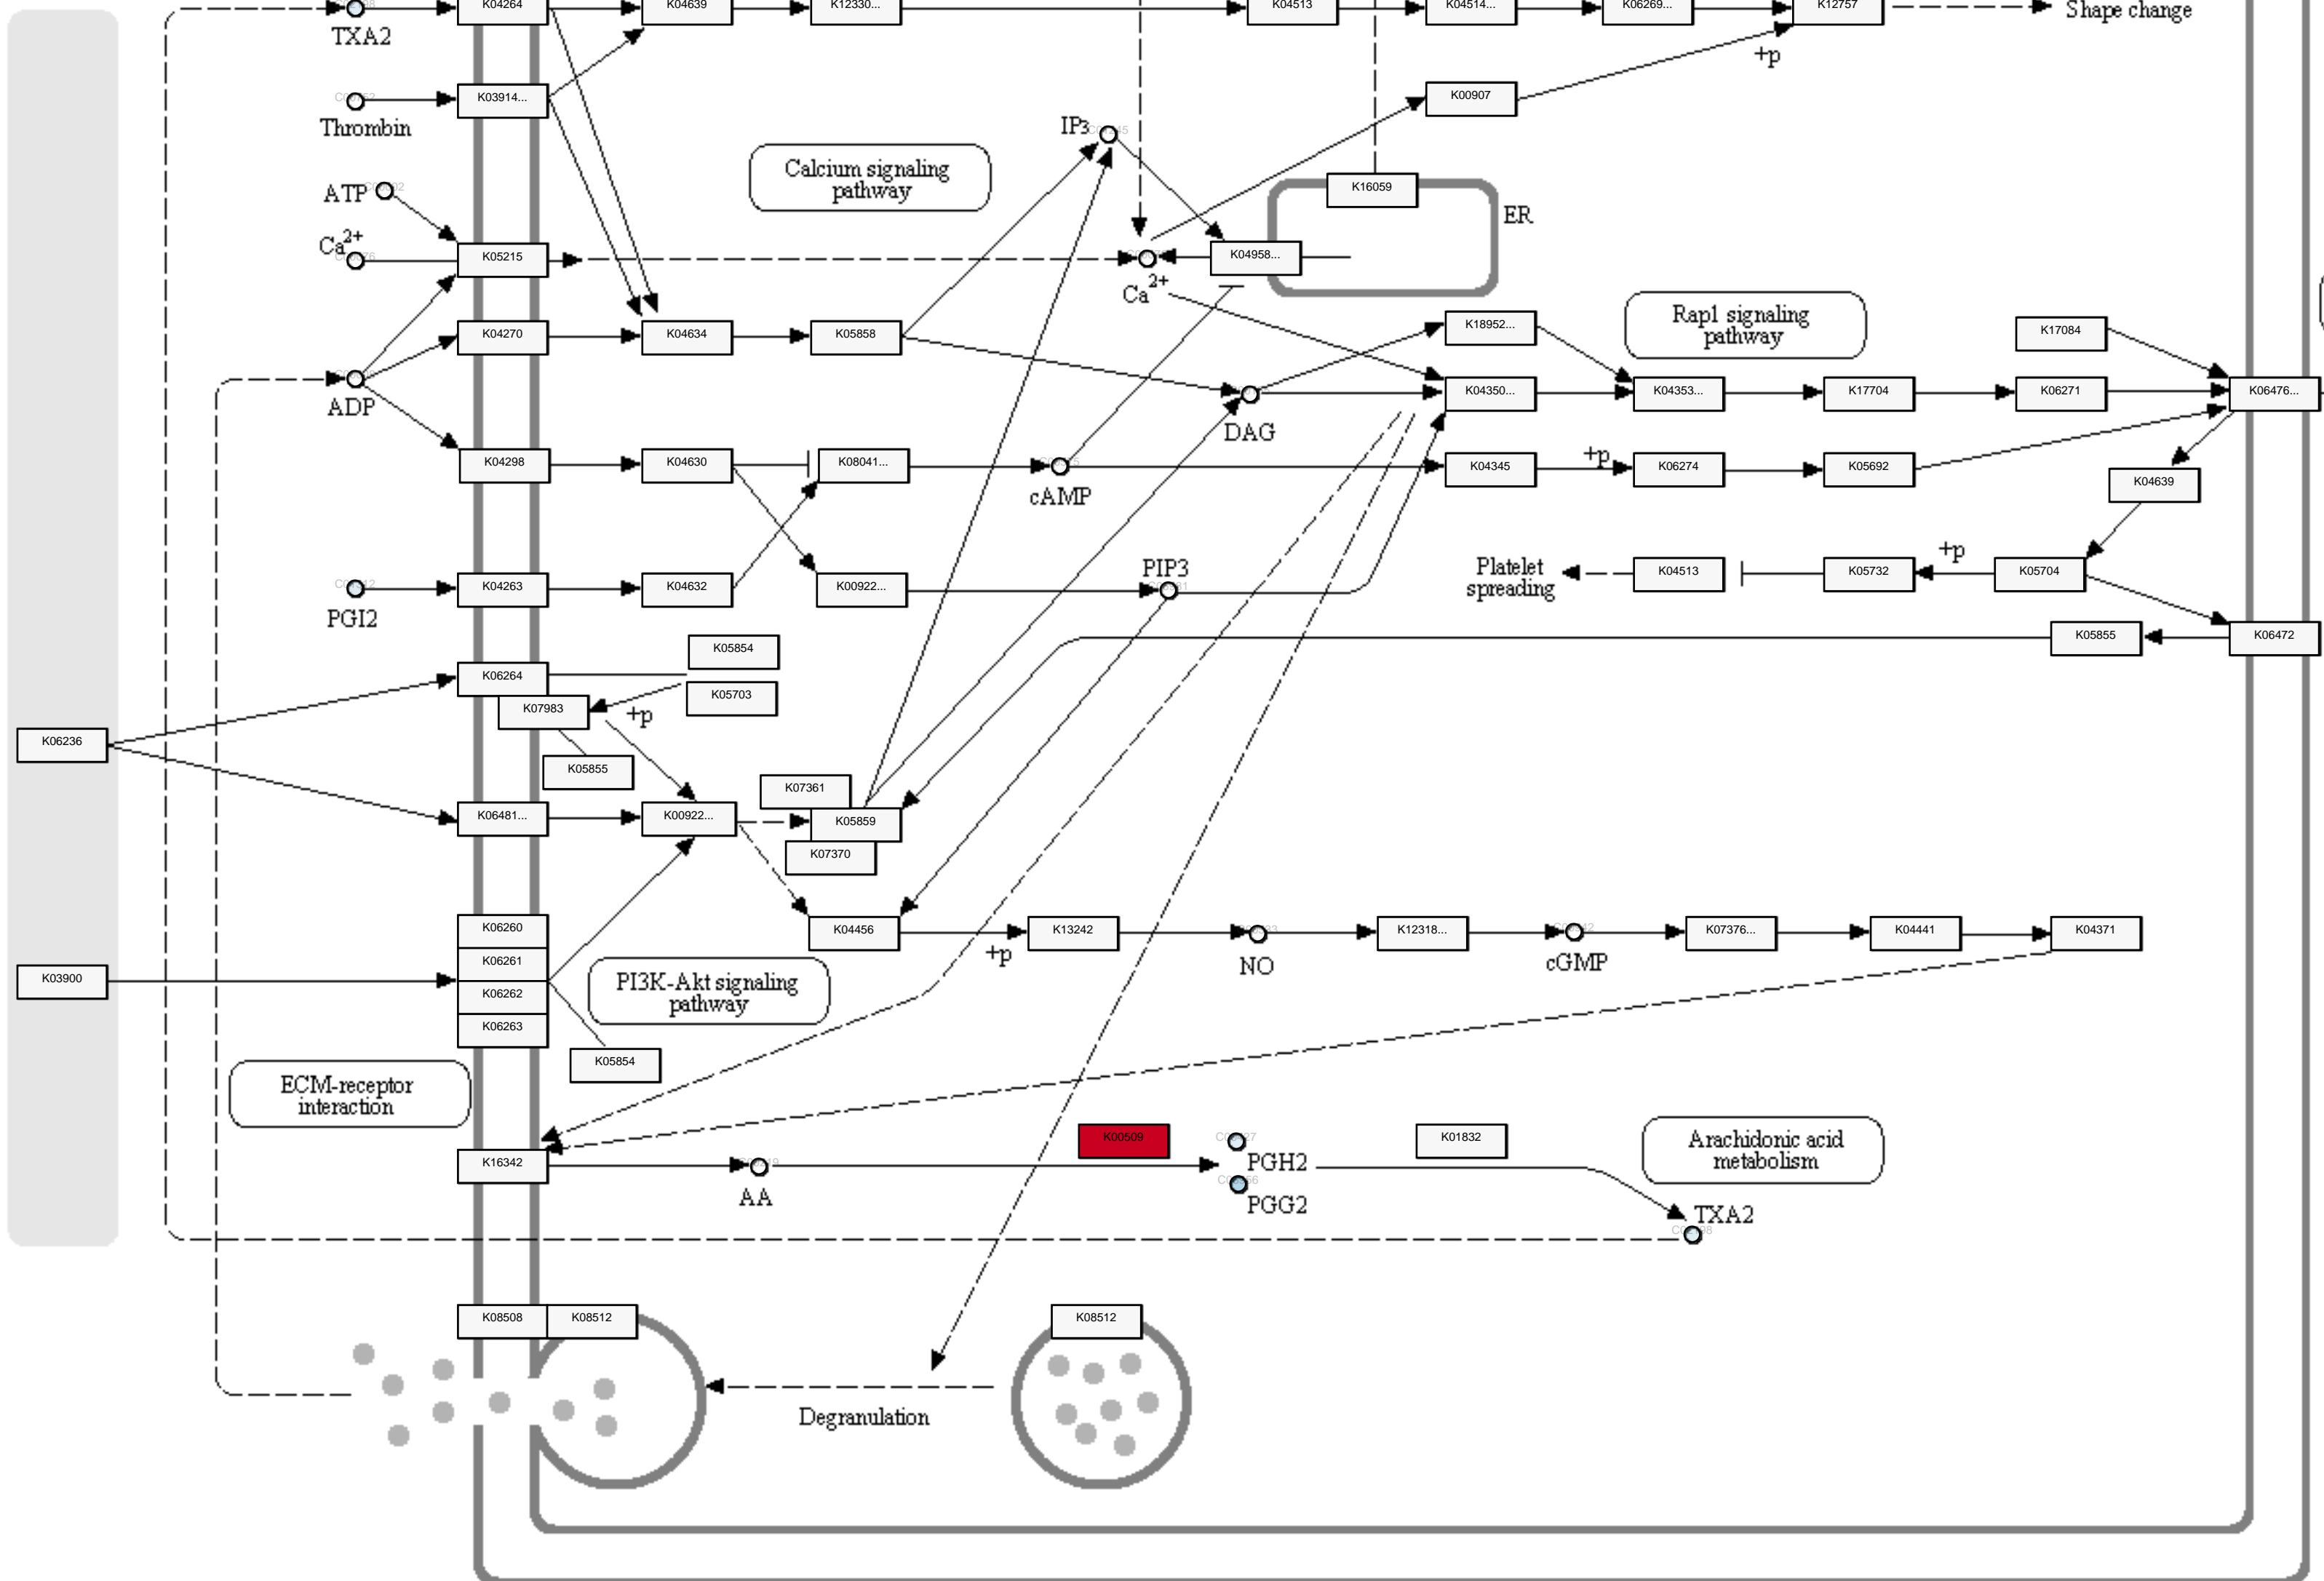 K04264
K04639
K12330...
K04513
K04514...
K06269...
K12757
Shape change
TXA2
+p
K03914...
Thrombin
K00907
IP3
Calcium signaling
pathway
ATP
K16059
ER
Ca2+
K05215
K04958...
Ca2+
K04270
K04634
K05858
K18952...
Rap1 signaling
pathway
K17084
ADP
DAG
K04350...
K04353...
K17704
K06271
K06476...
K04298
K04630
K08041...
cAMP
K04345
+p
K06274
K05692
K04639
PGI2
K04263
K04632
K00922...
PIP3
Platelet
spreading
K04513
K05732
+p
K05704
K05854
K05855
K06472
K06264
K05703
K07983
+p
K06236
K05855
K07361
K06481...
K00922...
K05859
K07370
K06260
K04456
+p
K13242
NO
K12318...
cGMP
K07376...
K04441
K04371
K03900
K06261
K06262
K06263
PI3K-Akt signaling
pathway
K05854
ECM-receptor
interaction
K00509
K01832
Arachidonic acid
metabolism
K16342
AA
PGH2
PGG2
TXA2
K08508
K08512
K08512
Degranulation